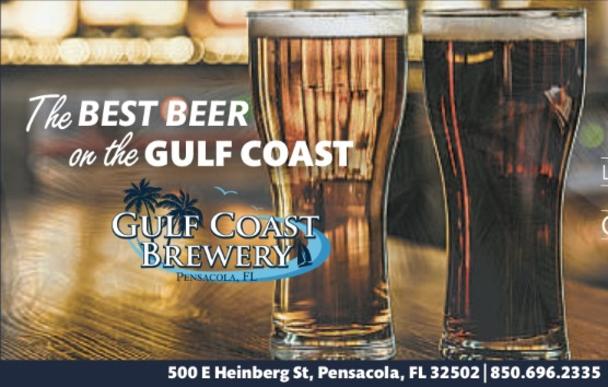 The BEST BEER
on the GULF COAST
GULF COAST
BREWERY
PENSACOLA, FL
500 E Heinberg St, Pensacola, FL 32502 | 850.696.2335